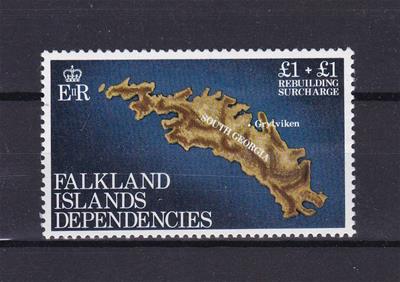 £1 + £1
REBUILDING
SURCHARGE
EIIR
Grytviken
SOUTH GEORGIA
FALKLAND
ISLANDS
DEPENDENCIES